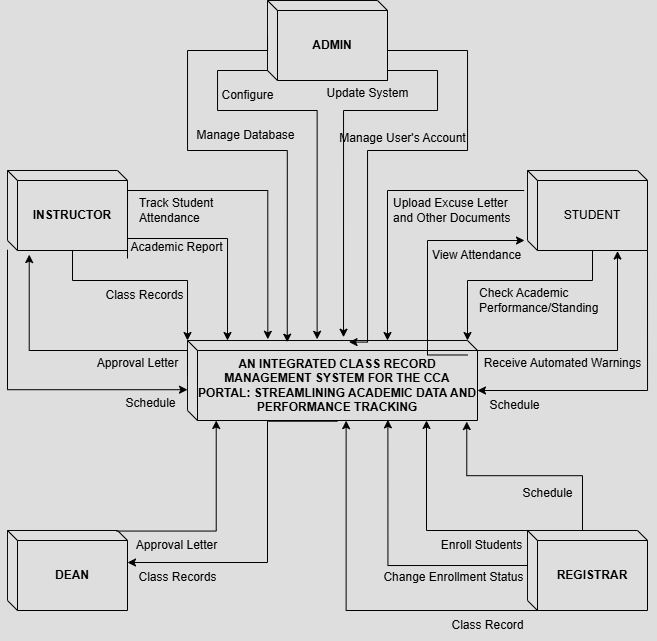 ADMIN
Configure
Update System
Manage Database
Manage User's Account
INSTRUCTOR
Track Student
Attendance
Academic Report
Class Records
Upload Excuse Letter
and Other Documents
STUDENT
View Attendance
Check Academic
Performance/Standing
Approval Letter
Schedule
AN INTEGRATED CLASS RECORD
MANAGEMENT SYSTEM FOR THE CCA
PORTAL: STREAMLINING ACADEMIC DATA AND
PERFORMANCE TRACKING
Receive Automated Warnings
Schedule
Schedule
Approval Letter
Class Records
DEAN
Enroll Students
Change Enrollment Status
REGISTRAR
Class Record